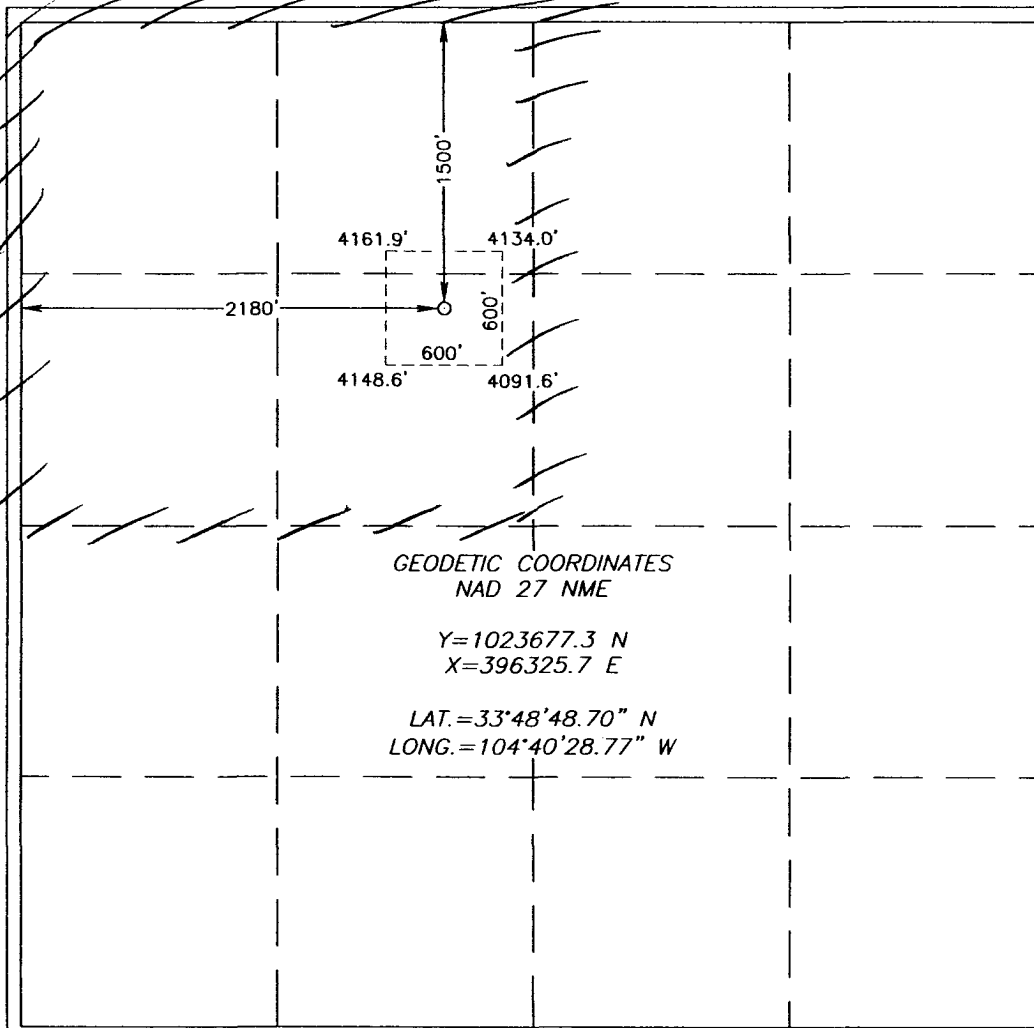 1500'
4161.9' 4134.0'
2180'
600'
600'
4148.6' 4091.6'
GEODETIC COORDINATES
NAD 27 NME
Y=1023677.3 N
X=396325.7 E
LAT.=33°48'48.70" N
LONG.=104°40'28.77" W